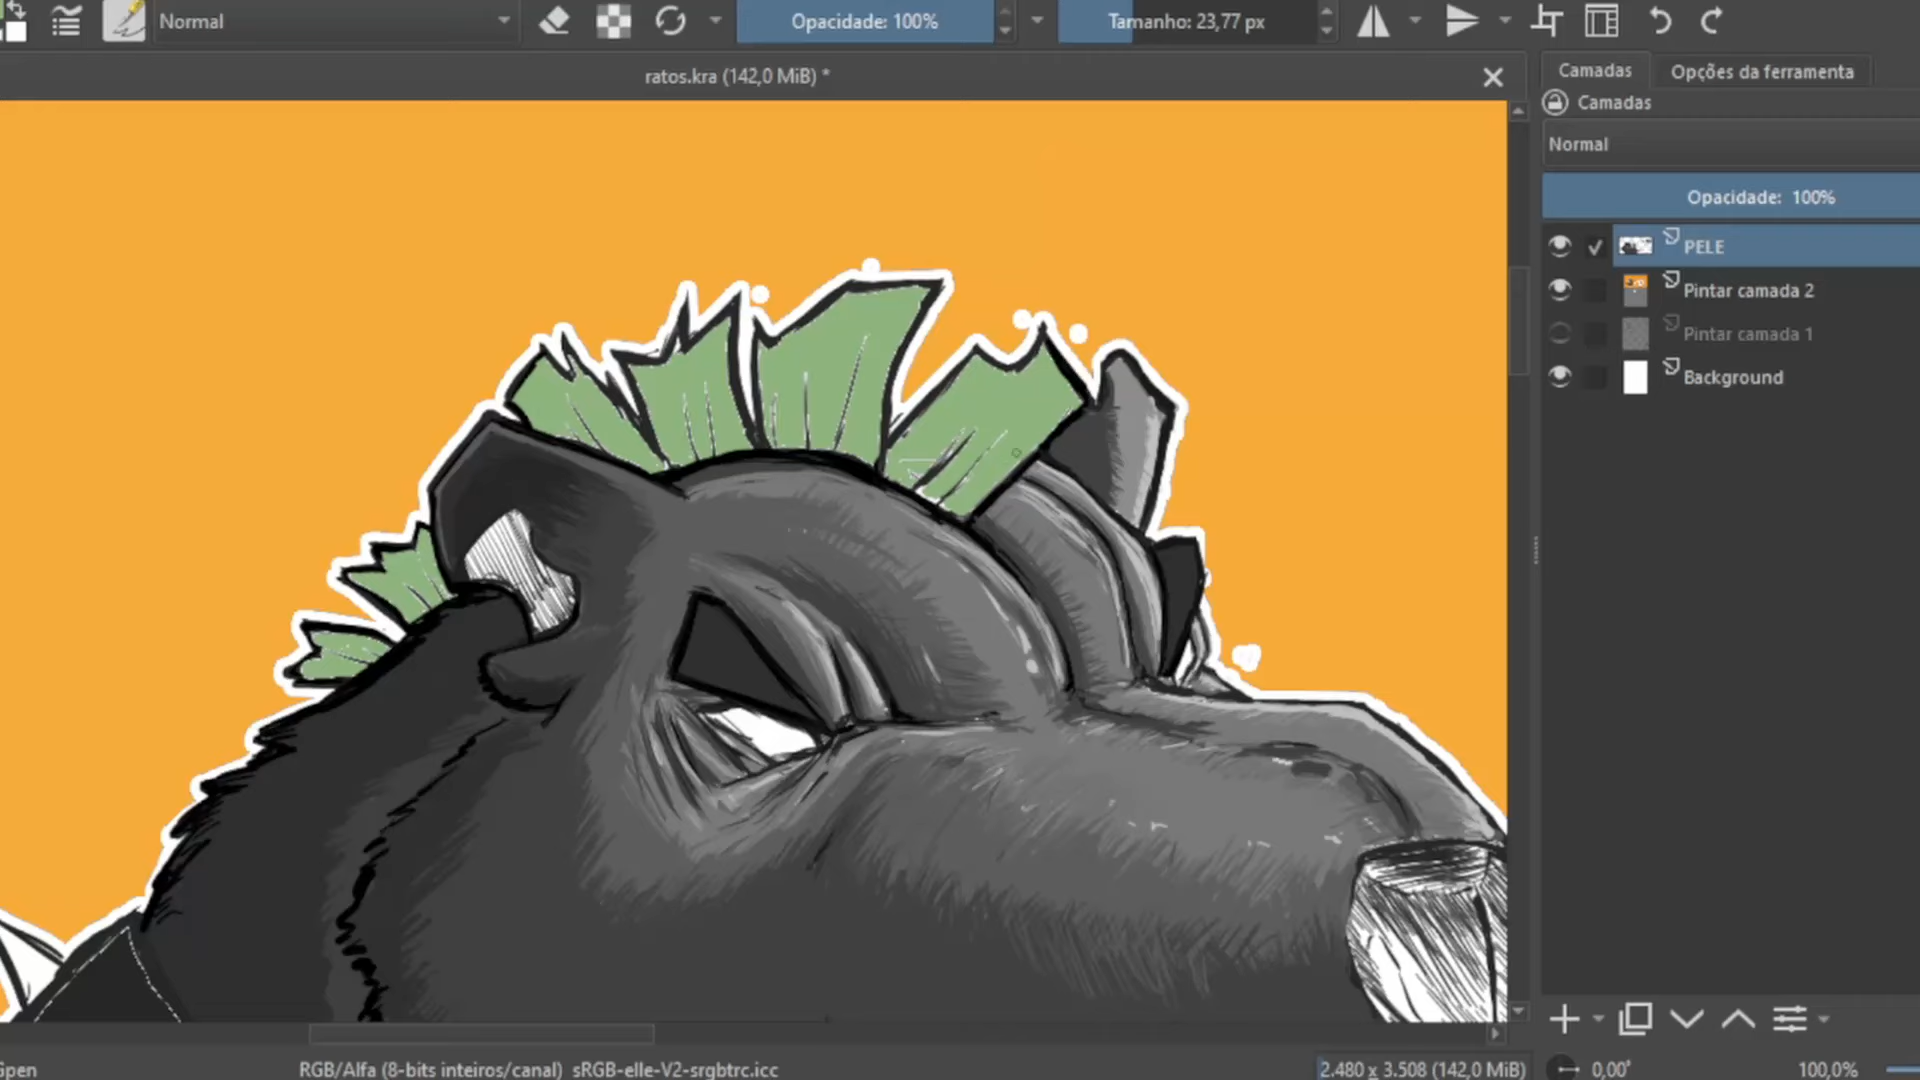 Normal
Opacidade: 100%
Tamanho: 23,77 px
ratos.kra (142,0 MiB) *
Camadas
Opções da ferramenta
Camadas
Normal
Opacidade: 100%
PELE
Pintar camada 2
Pintar camada 1
Background
RGB/Alfa (8-bits inteiros/canal) sRGB-elle-V2-srgbtrc.icc
2.480 x 3.508 (142,0 MiB)
0,00°
100,0%